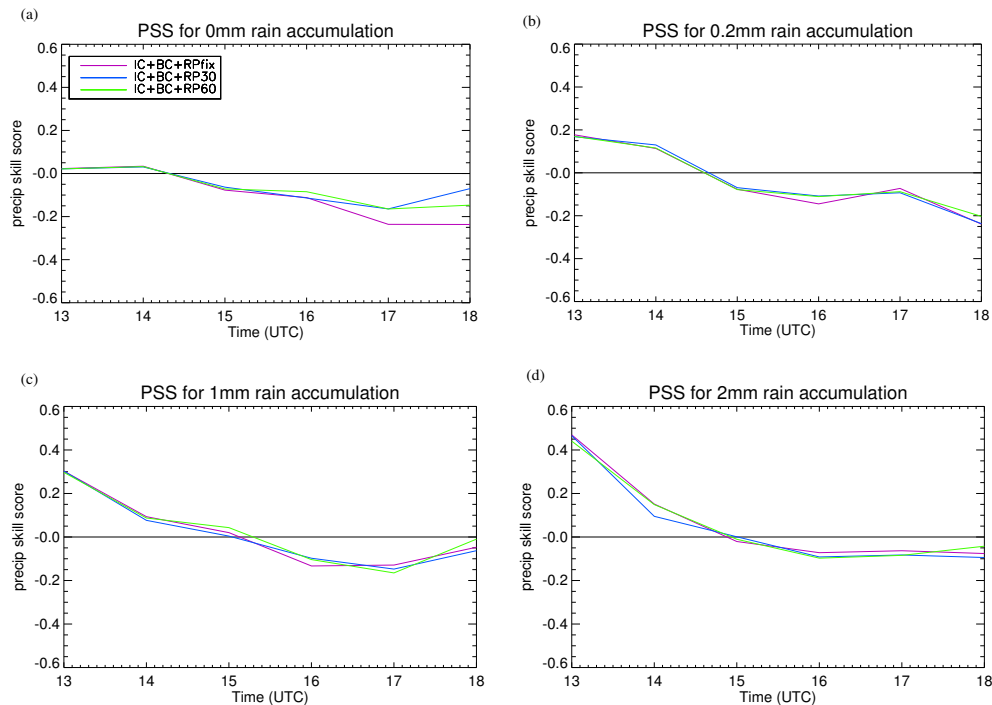 (a)
PSS for 0mm rain accumulation
0.6
0.4
0.2
-0.0
-0.2
-0.4
-0.6
precip skill score
IC+BC+RPfix
IC+BC+RP30
IC+BC+RP60
13 14 15 16 17 18
Time (UTC)
(b)
PSS for 0.2mm rain accumulation
0.6
0.4
0.2
-0.0
-0.2
-0.4
-0.6
precip skill score
13 14 15 16 17 18
Time (UTC)
(c)
PSS for 1mm rain accumulation
0.6
0.4
0.2
-0.0
-0.2
-0.4
-0.6
precip skill score
13 14 15 16 17 18
Time (UTC)
(d)
PSS for 2mm rain accumulation
0.6
0.4
0.2
-0.0
-0.2
-0.4
-0.6
precip skill score
13 14 15 16 17 18
Time (UTC)